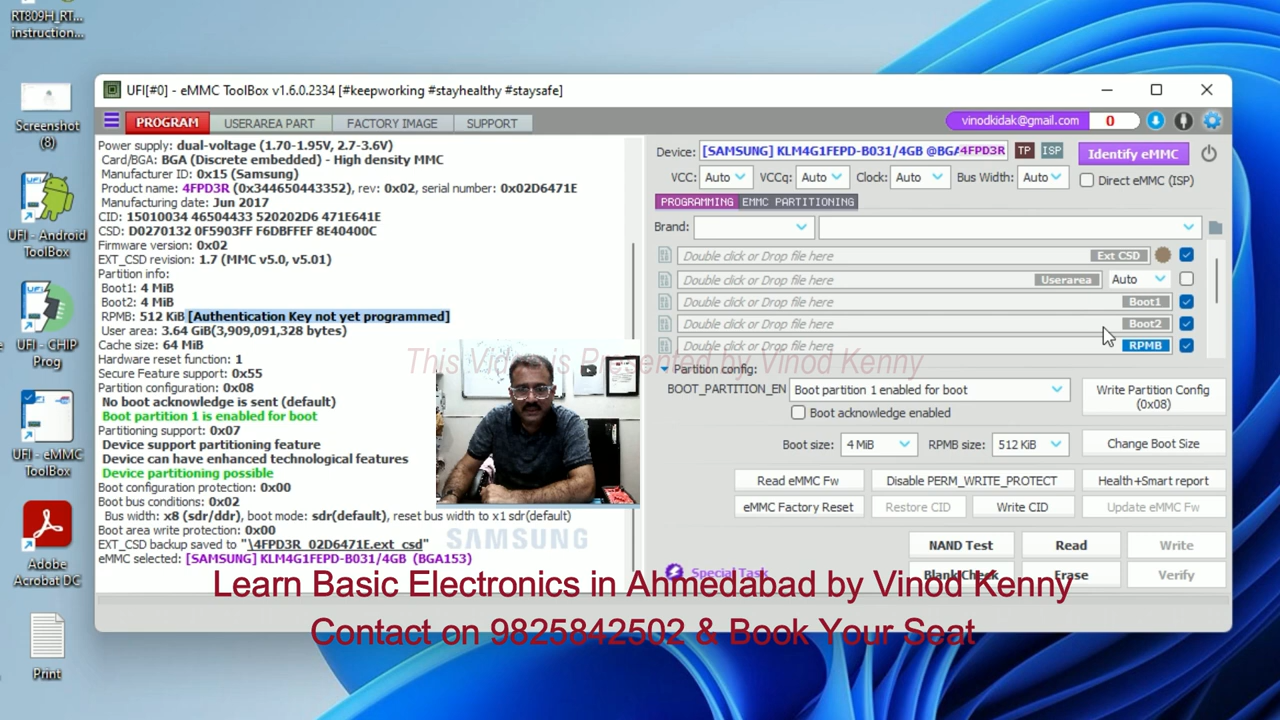 RT809H_RT...
instruction...
Screenshot
(8)
UFI - Android
ToolBox
UFI - CHIP
Prog
UFI - eMMC
ToolBox
Adobe
Acrobat DC
Print
UFI[#0] - eMMC ToolBox v1.6.0.2334 [#keepworking #stayhealthy #staysafe]
PROGRAM USERAREA PART FACTORY IMAGE SUPPORT
vinodkidak@gmail.com 0
Power supply: dual-voltage (1.70-1.95V, 2.7-3.6V)
Card/BGA: BGA (Discrete embedded) - High density MMC
Manufacturer ID: 0x15 (Samsung)
Product name: 4FPD3R (0x344650443352), rev: 0x02, serial number: 0x02D6471E
Manufacturing date: Jun 2017
CID: 15010034 46504433 520202D6 471E641E
CSD: D0270132 0F5903FF F6DBFFEF 8E40400C
Firmware version: 0x02
EXT_CSD revision: 1.7 (MMC v5.0, v5.01)
Partition info:
Boot1: 4 MiB
Boot2: 4 MiB
RPMB: 512 KiB [Authentication Key not yet programmed]
User area: 3.64 GiB(3,909,091,328 bytes)
Cache size: 64 MiB
Hardware reset function: 1
Secure Feature support: 0x55
Partition configuration: 0x08
No boot acknowledge is sent (default)
Boot partition 1 is enabled for boot
Partitioning support: 0x07
Device support partitioning feature
Device can have enhanced technological features
Device partitioning possible
Boot configuration protection: 0x00
Boot bus conditions: 0x02
Bus width: x8 (sdr/ddr), boot mode: sdr(default), reset bus width to x1 sdr(default)
Boot area write protection: 0x00
EXT_CSD backup saved to "\4FPD3R_02D6471E.ext_csd"
eMMC selected: [SAMSUNG] KLM4G1FEPD-B031/4GB (BGA153)
SAMSUNG
Device: [SAMSUNG] KLM4G1FEPD-B031/4GB @BGA 4FPD3R TP ISP Identify eMMC
VCC: Auto VCCq: Auto Clock: Auto Bus Width: Auto Direct eMMC (ISP)
PROGRAMMING EMMC PARTITIONING
Brand:
Double click or Drop file here Ext CSD
Double click or Drop file here Userarea Auto
Double click or Drop file here Boot1
Double click or Drop file here Boot2
Double click or Drop file here RPMB
Partition config:
BOOT_PARTITION_EN Boot partition 1 enabled for boot
Boot acknowledge enabled
Write Partition Config
(0x08)
Boot size: 4 MiB RPMB size: 512 KiB Change Boot Size
Read eMMC Fw Disable PERM_WRITE_PROTECT Health+Smart report
eMMC Factory Reset Restore CID Write CID Update eMMC Fw
NAND Test Read Write
Special Task Blank Check Erase Verify
This Video is Presented by Vinod Kenny
Learn Basic Electronics in Ahmedabad by Vinod Kenny
Contact on 9825842502 & Book Your Seat